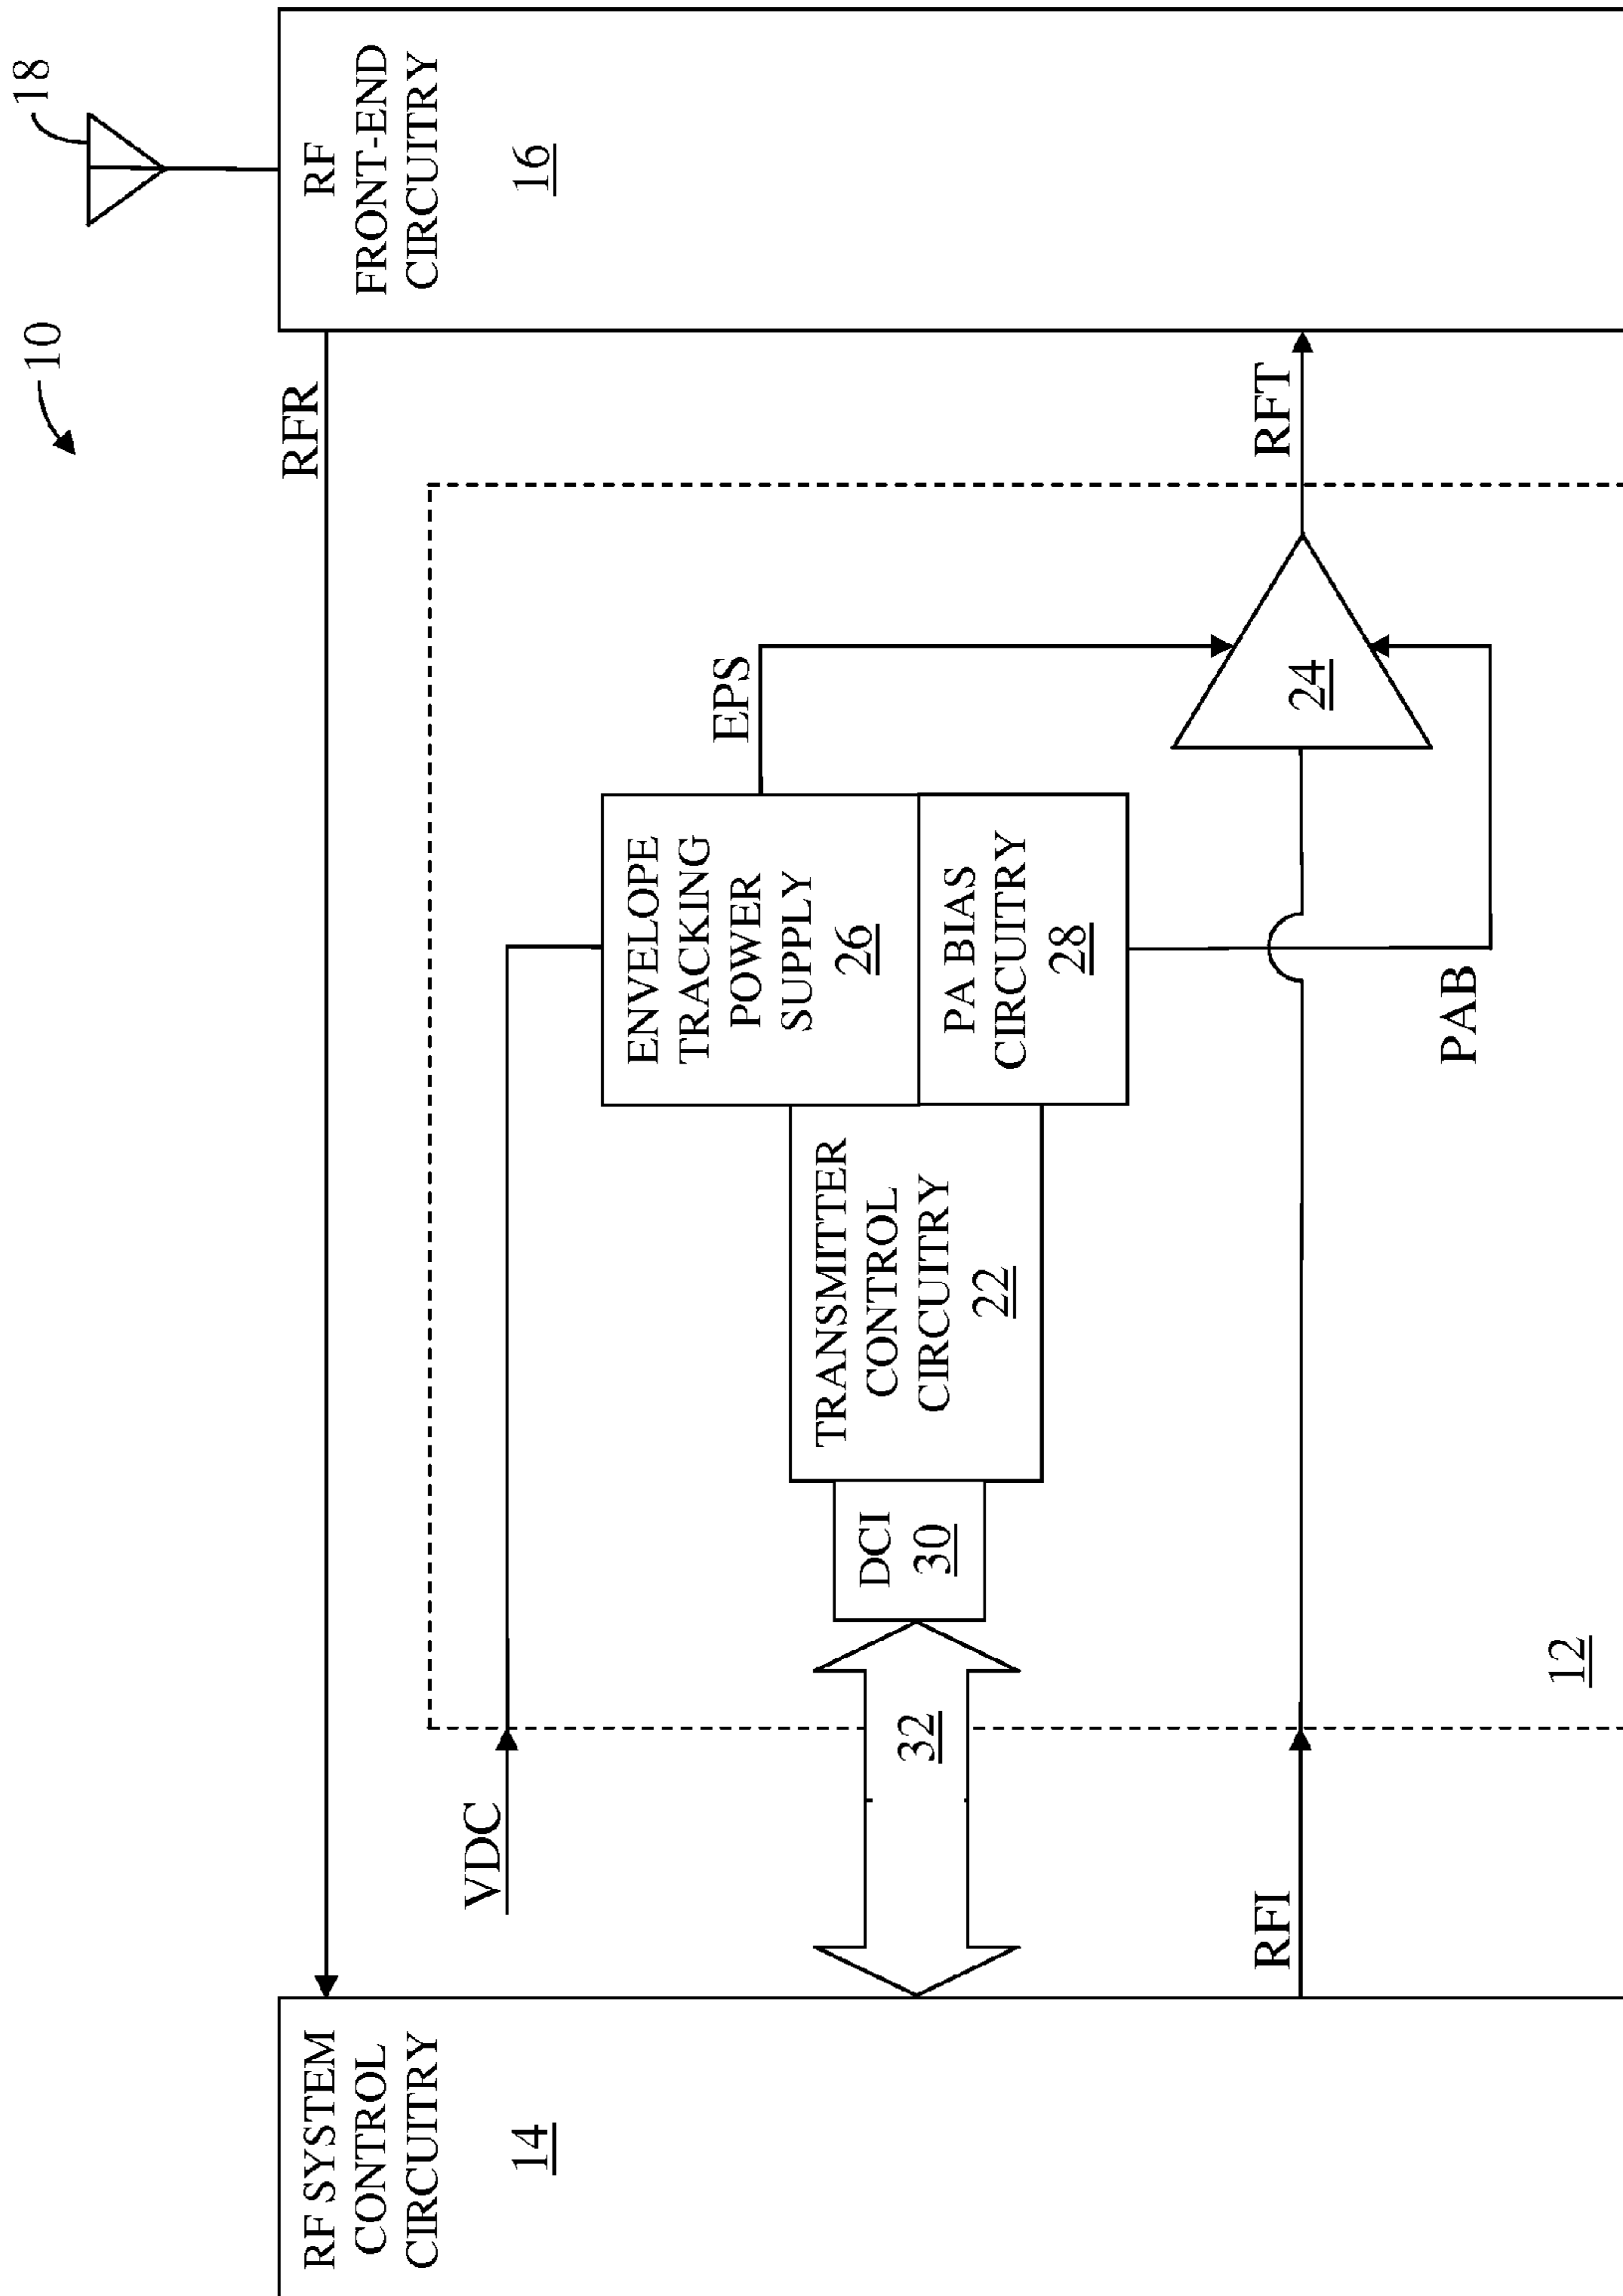 10
18
RFR
RF SYSTEM
CONTROL
CIRCUITRY
14
RF
FRONT-END
CIRCUITRY
16
VDC
32
DCI
30
TRANSMITTER
CONTROL
CIRCUITRY
22
ENVELOPE
TRACKING
POWER
SUPPLY
26
PA BIAS
CIRCUITRY
28
EPS
24
RFI
RFT
PAB
12